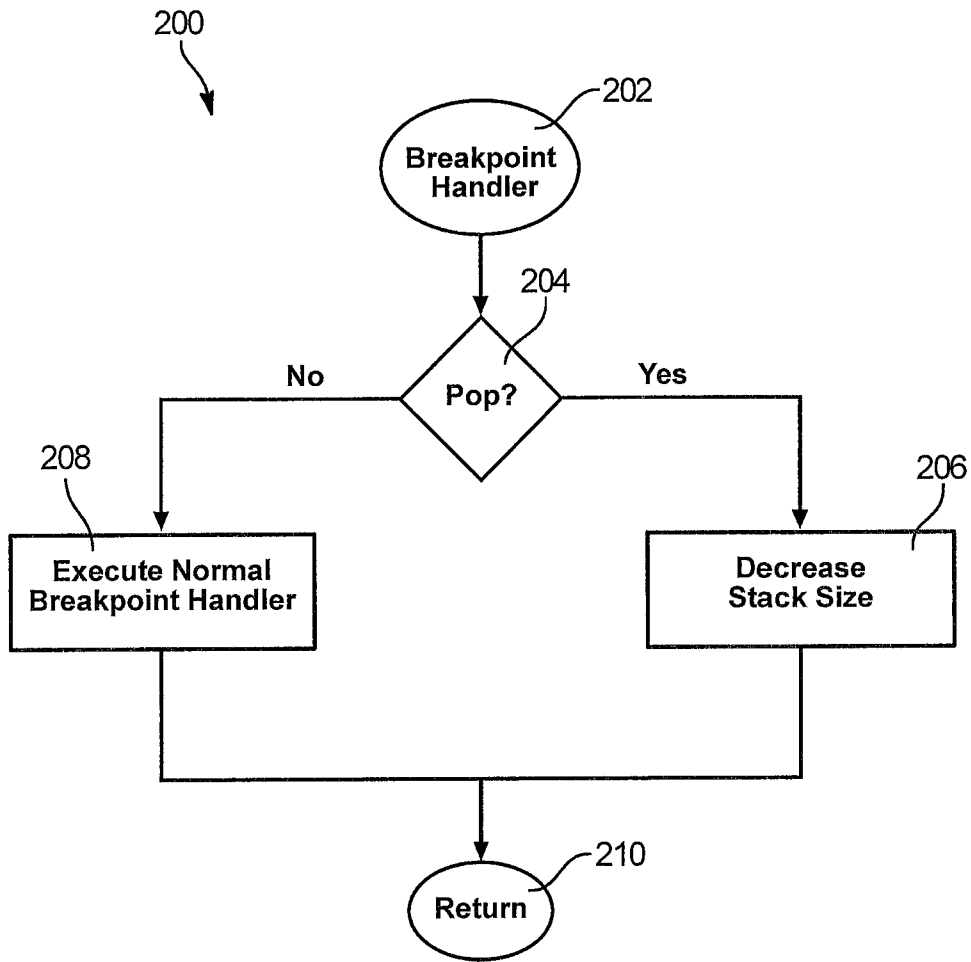 200
202
Breakpoint
Handler
204
Pop?
No
Yes
208
206
Execute Normal
Breakpoint Handler
Decrease
Stack Size
210
Return